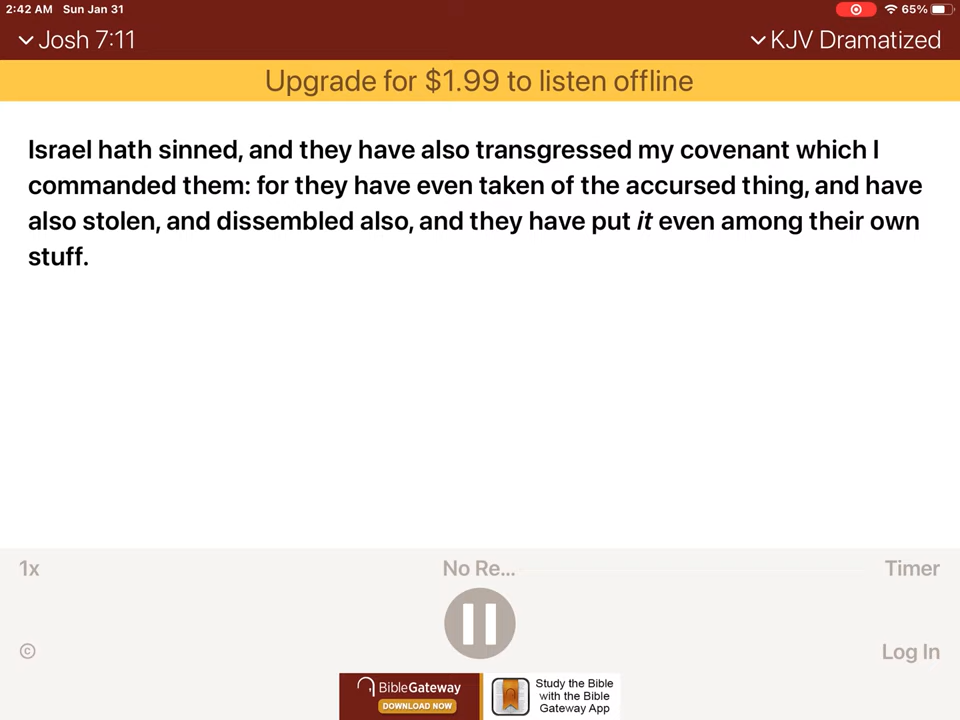 2:42 AM Sun Jan 31 65%
Josh 7:11 KJV Dramatized
Upgrade for $1.99 to listen offline
Israel hath sinned, and they have also transgressed my covenant which I
commanded them: for they have even taken of the accursed thing, and have
also stolen, and dissembled also, and they have put it even among their own
stuff.
1x No Re... Timer
© Log In
BibleGateway
DOWNLOAD NOW
Study the Bible
with the Bible
Gateway App